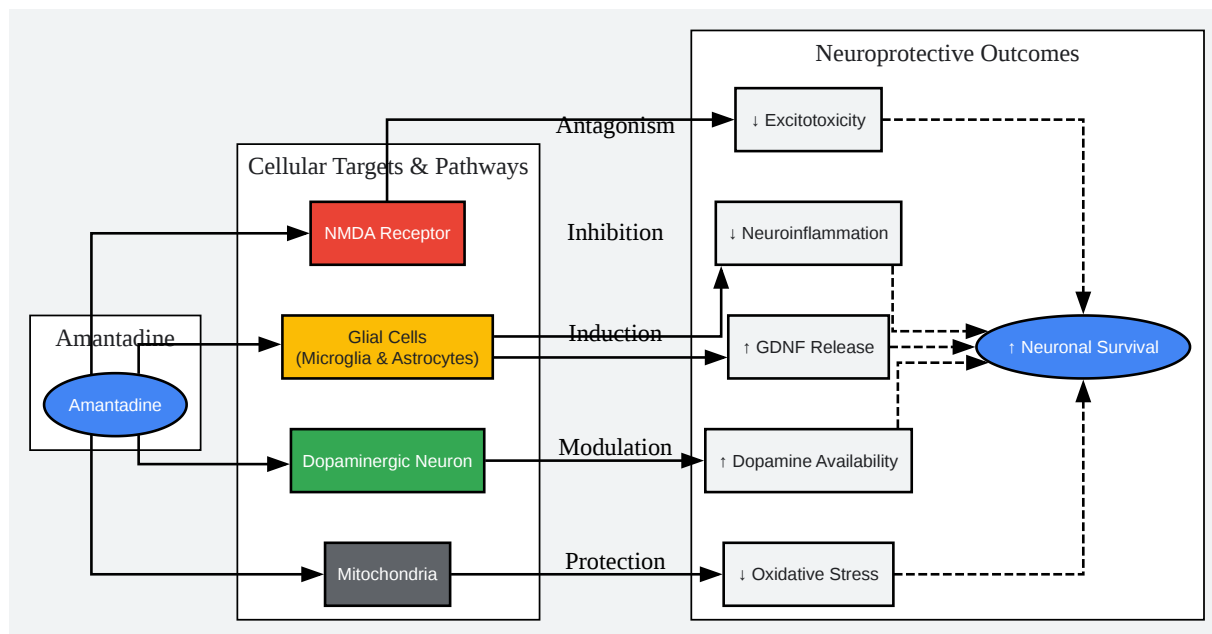 Neuroprotective Outcomes
Antagonism
↓ Excitotoxicity
Cellular Targets & Pathways
NMDA Receptor
Inhibition
↓ Neuroinflammation
Amantadine
Glial Cells
(Microglia & Astrocytes)
Induction
↑ GDNF Release
↑ Neuronal Survival
Amantadine
Dopaminergic Neuron
Modulation
↑ Dopamine Availability
Mitochondria
Protection
↓ Oxidative Stress